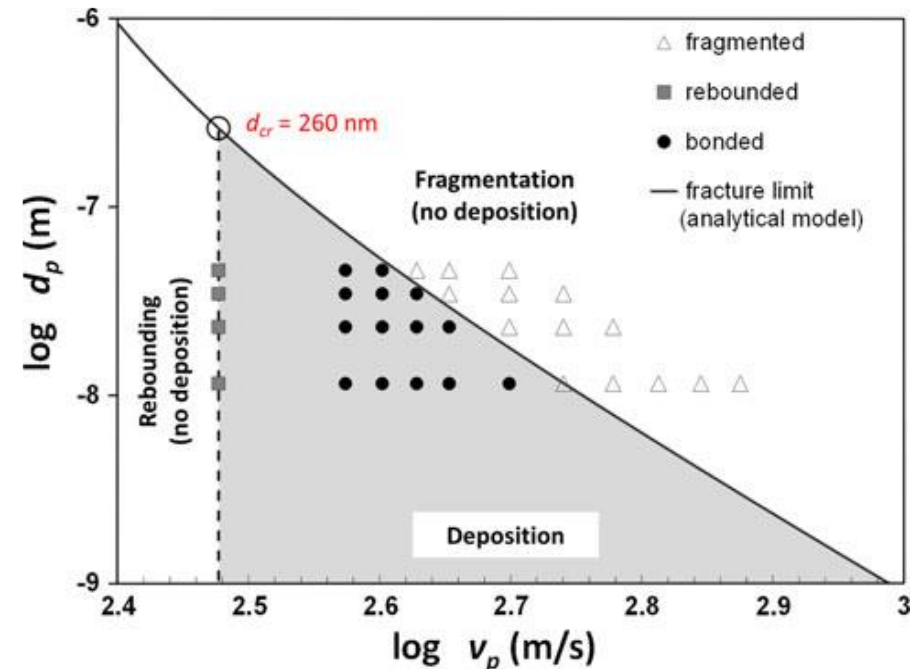 -6
-7
-8
-9
log d_p (m)
2.4
2.5
2.6
2.7
2.8
2.9
3
log v_p (m/s)
d_cr = 260 nm
fragmented
rebounded
bonded
fracture limit
(analytical model)
Fragmentation
(no deposition)
Rebounding
(no deposition)
Deposition